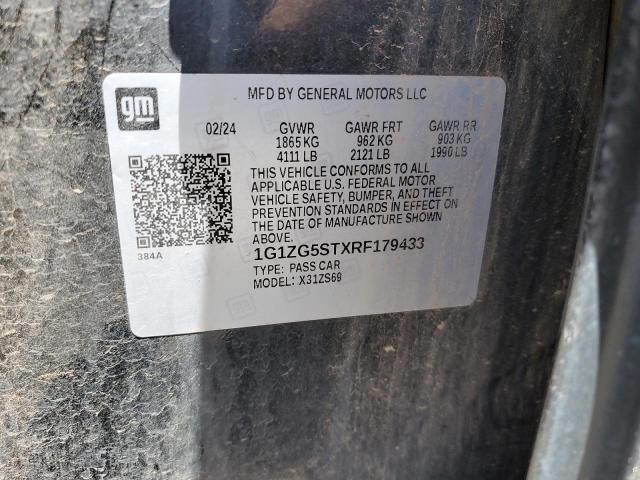 gm
MFD BY GENERAL MOTORS LLC
02/24 GVWR GAWR FRT GAWR RR
1865 KG 962 KG 903 KG
4111 LB 2121 LB 1990 LB
THIS VEHICLE CONFORMS TO ALL
APPLICABLE U.S. FEDERAL MOTOR
VEHICLE SAFETY, BUMPER, AND THEFT
PREVENTION STANDARDS IN EFFECT ON
THE DATE OF MANUFACTURE SHOWN
ABOVE.
384A
1G1ZG5STXRF179433
TYPE: PASS CAR
MODEL: X31ZS69